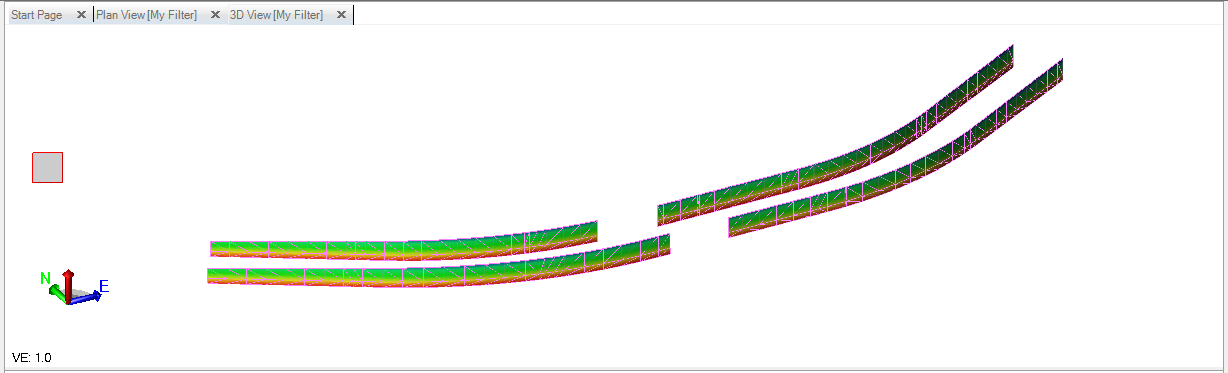 Start Page Plan View [My Filter] 3D View [My Filter]
N
E
VE: 1.0